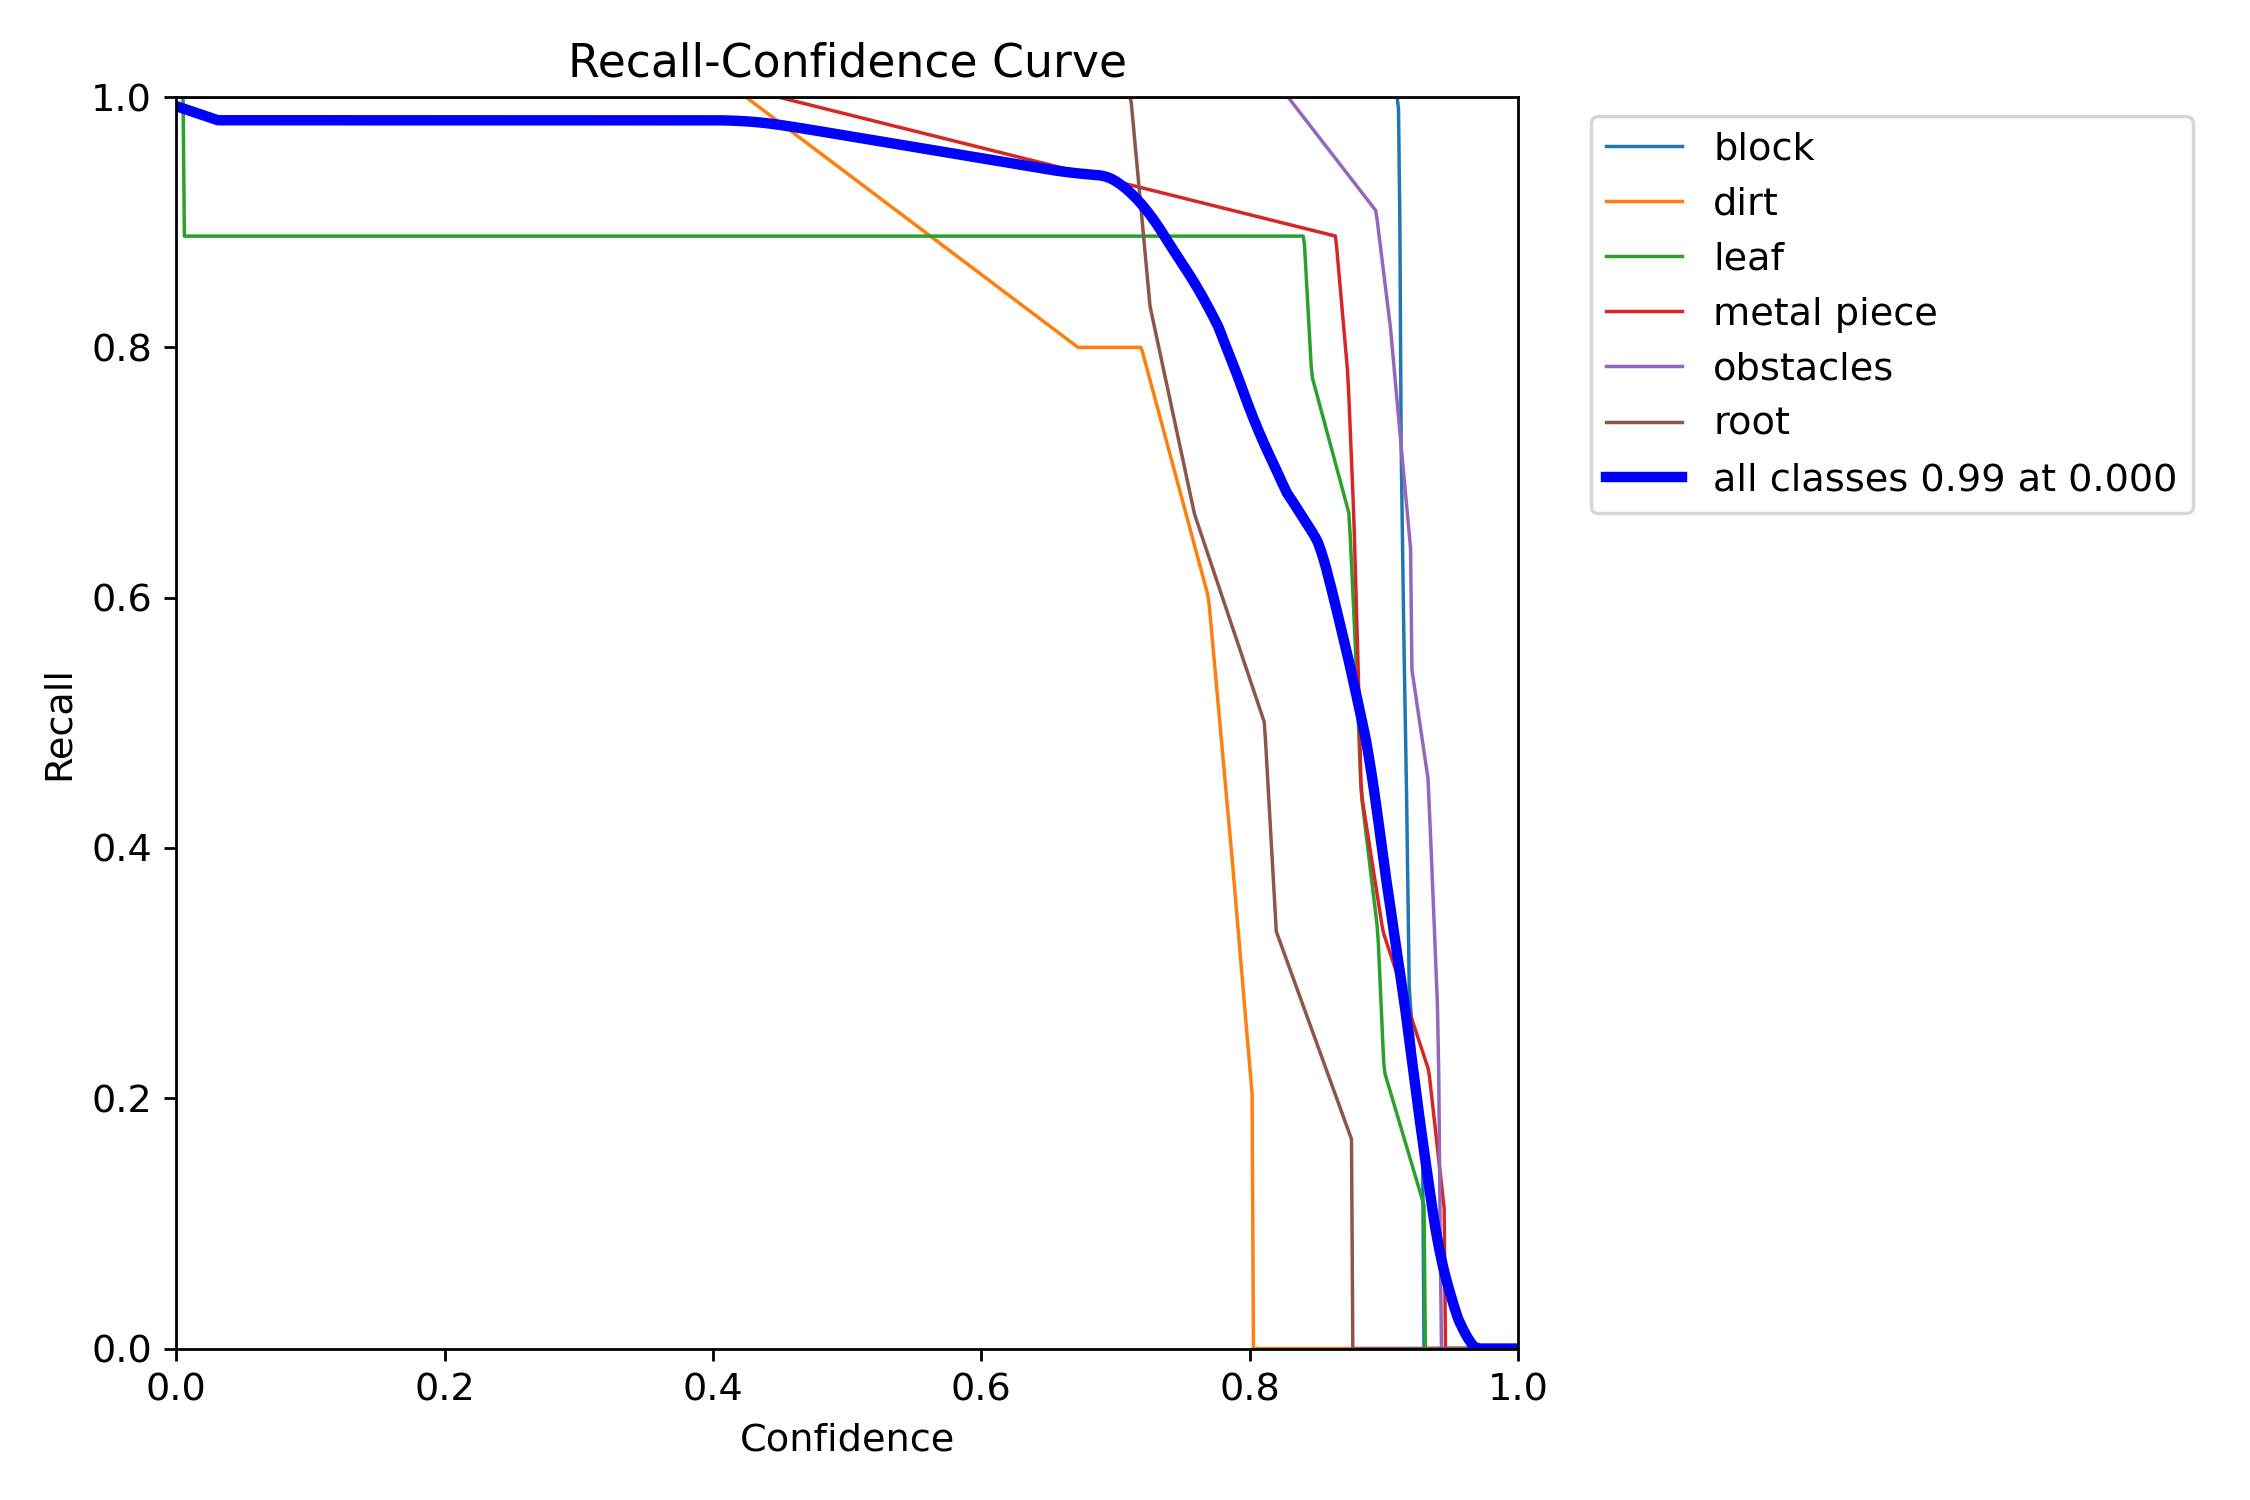 Recall-Confidence Curve
1.0
0.8
0.6
0.4
0.2
0.0
Recall
0.0 0.2 0.4 0.6 0.8 1.0
Confidence
block
dirt
leaf
metal piece
obstacles
root
all classes 0.99 at 0.000